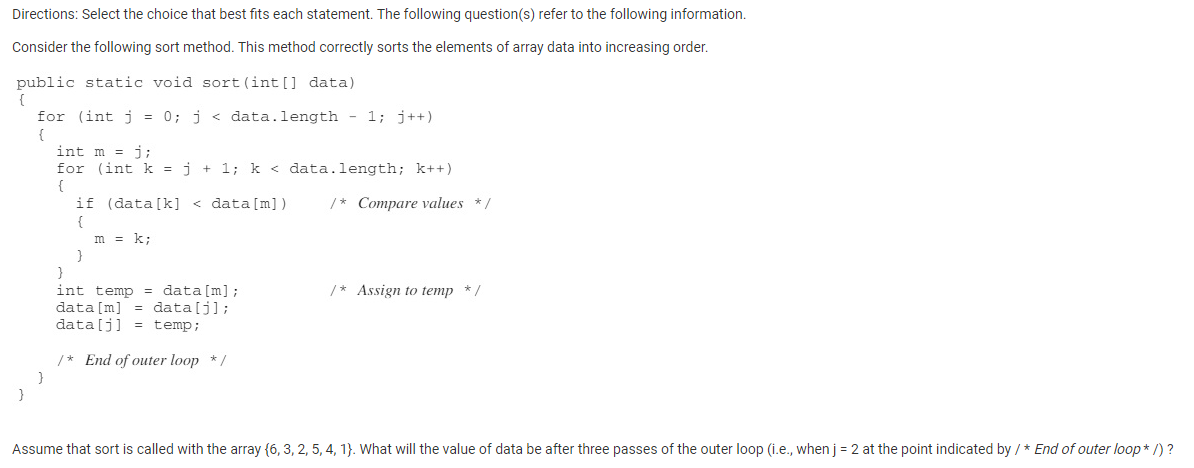 Directions: Select the choice that best fits each statement. The following question(s) refer to the following information.
Consider the following sort method. This method correctly sorts the elements of array data into increasing order.
public static void sort(int[] data)
{
for (int j = 0; j < data.length - 1; j++)
{
int m = j;
for (int k = j + 1; k < data.length; k++)
{
if (data[k] < data[m]) /* Compare values */
{
m = k;
}
}
int temp = data[m]; /* Assign to temp */
data[m] = data[j];
data[j] = temp;
/* End of outer loop */
}
}
Assume that sort is called with the array {6, 3, 2, 5, 4, 1}. What will the value of data be after three passes of the outer loop (i.e., when j = 2 at the point indicated by / * End of outer loop * /) ?